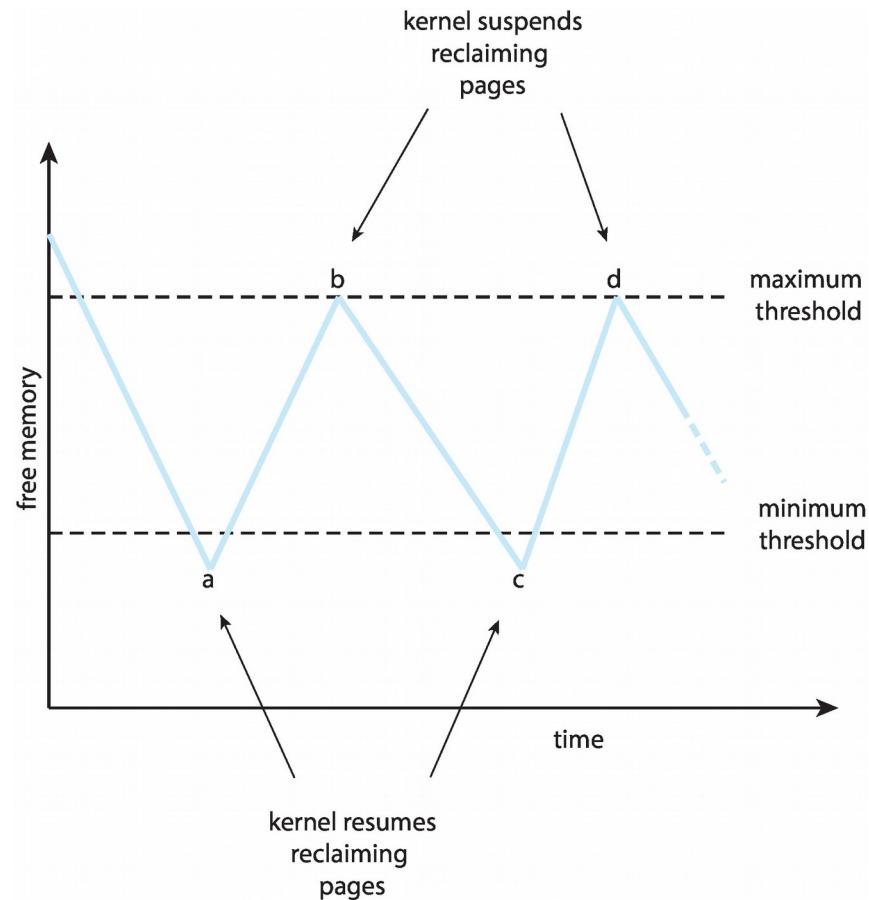 kernel suspends
reclaiming
pages
b
d
maximum
threshold
free memory
minimum
threshold
a
c
time
kernel resumes
reclaiming
pages